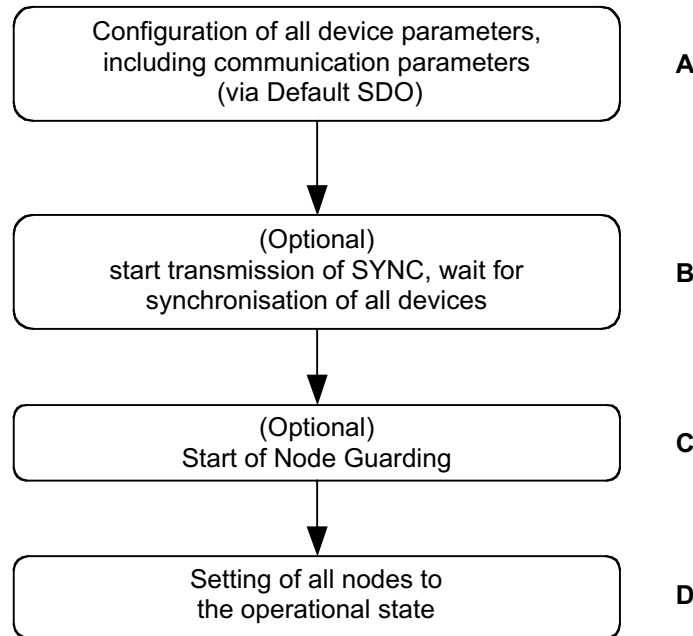 Configuration of all device parameters,
including communication parameters
(via Default SDO)
A
(Optional)
start transmission of SYNC, wait for
synchronisation of all devices
B
(Optional)
Start of Node Guarding
C
Setting of all nodes to
the operational state
D